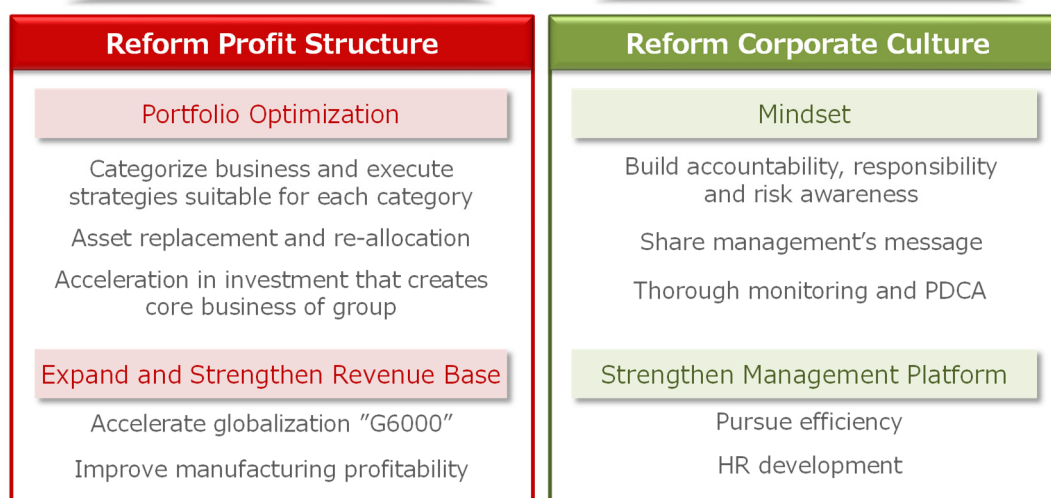 Reform Profit Structure
Portfolio Optimization
Categorize business and execute
strategies suitable for each category
Asset replacement and re-allocation
Acceleration in investment that creates
core business of group
Expand and Strengthen Revenue Base
Accelerate globalization ”G6000”
Improve manufacturing profitability
Reform Corporate Culture
Mindset
Build accountability, responsibility
and risk awareness
Share management’s message
Thorough monitoring and PDCA
Strengthen Management Platform
Pursue efficiency
HR development